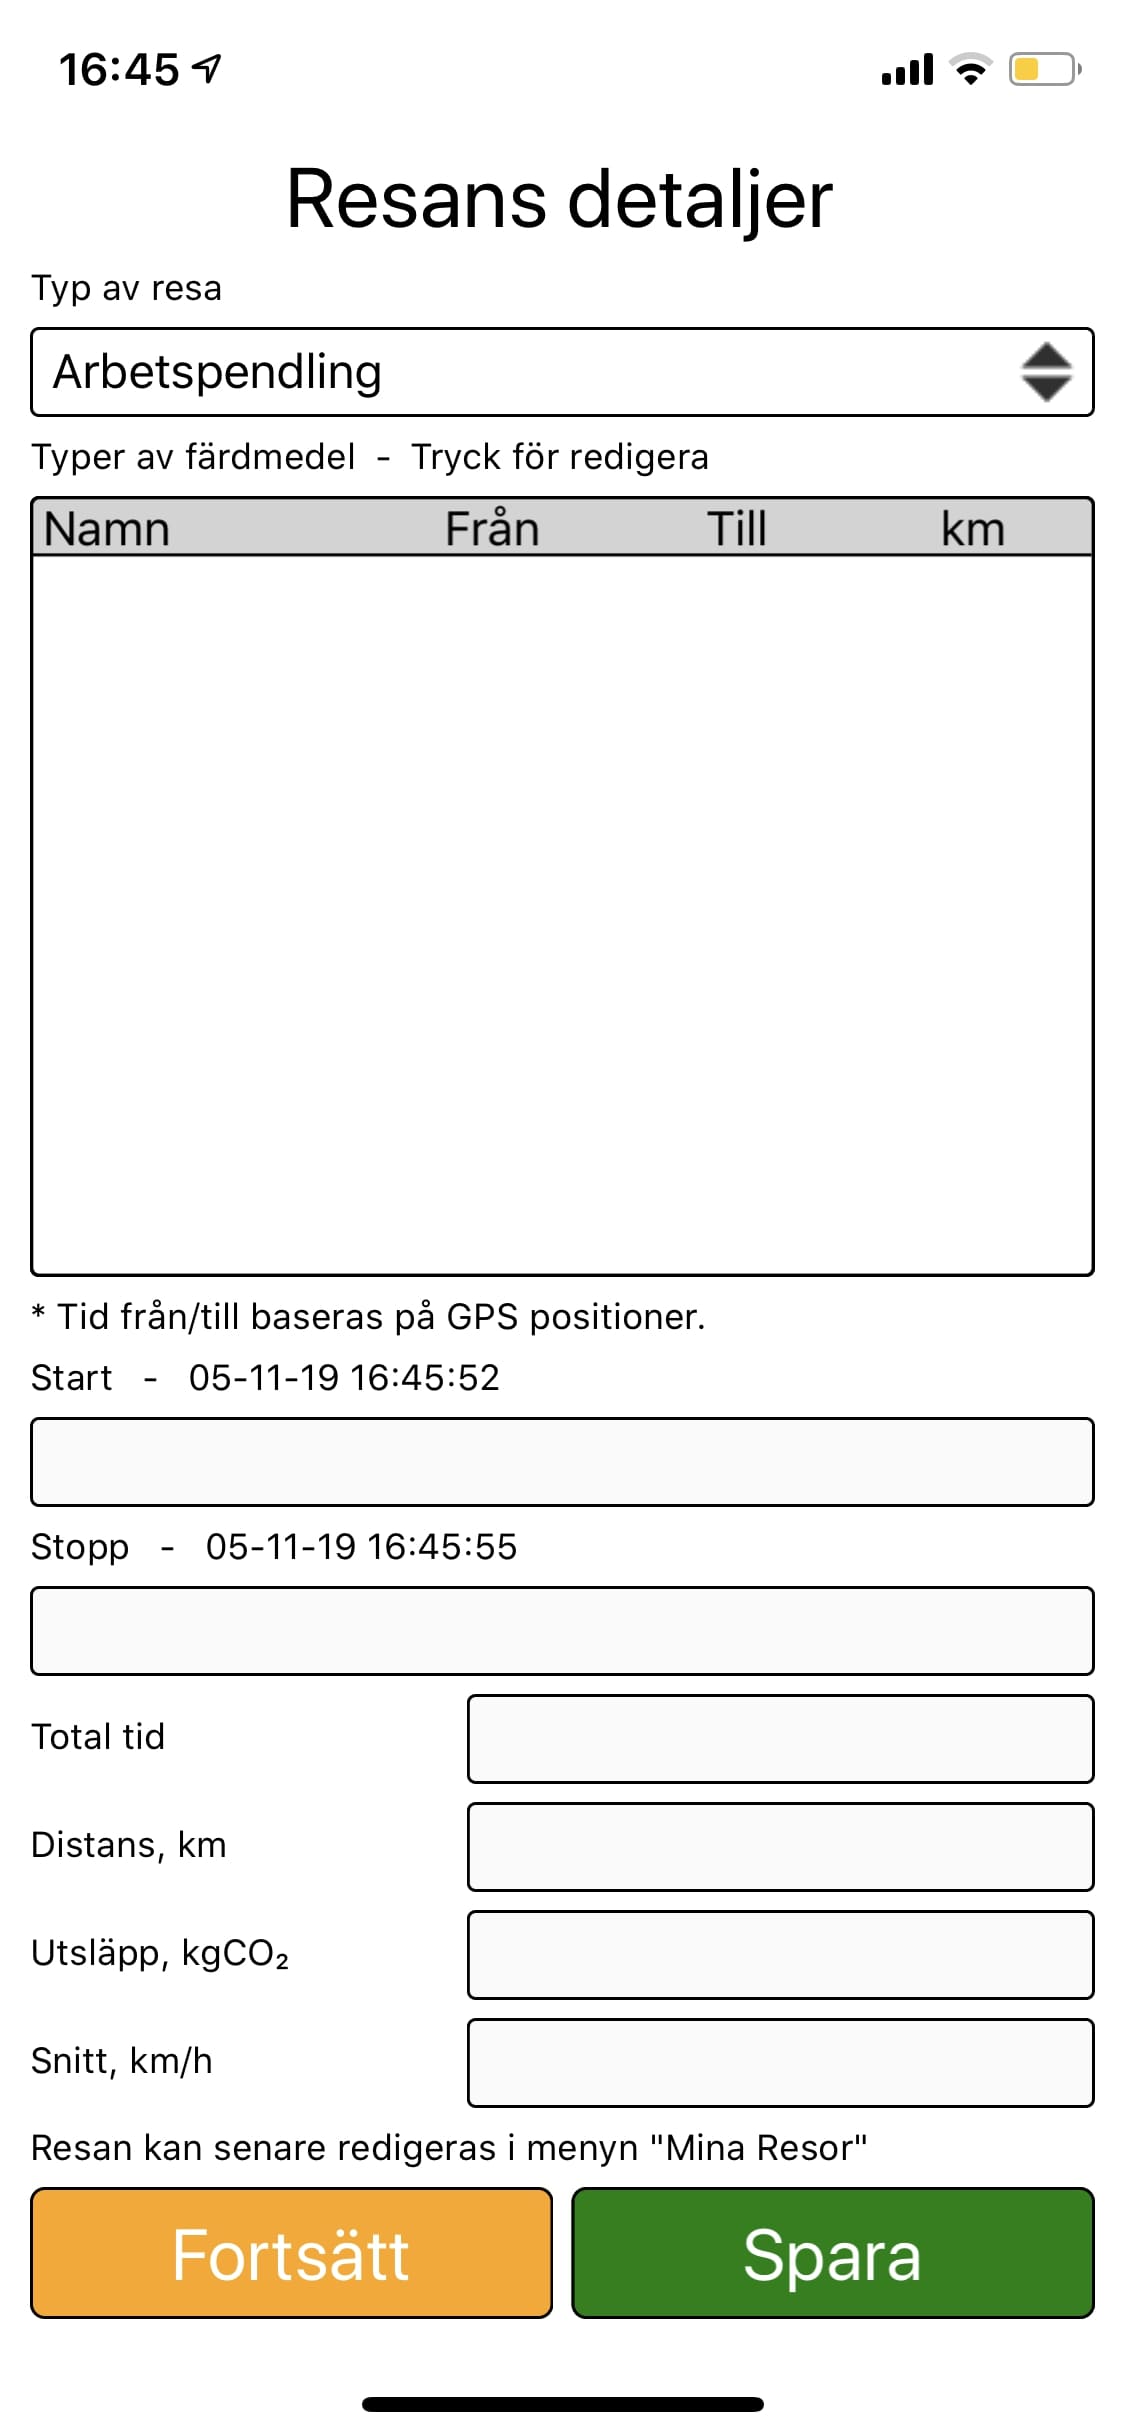 16:45
Resans detaljer
Typ av resa
Arbetspendling
Typer av färdmedel - Tryck för redigera
Namn Från Till km
* Tid från/till baseras på GPS positioner.
Start - 05-11-19 16:45:52
Stopp - 05-11-19 16:45:55
Total tid
Distans, km
Utsläpp, kgCO₂
Snitt, km/h
Resan kan senare redigeras i menyn "Mina Resor"
Fortsätt Spara